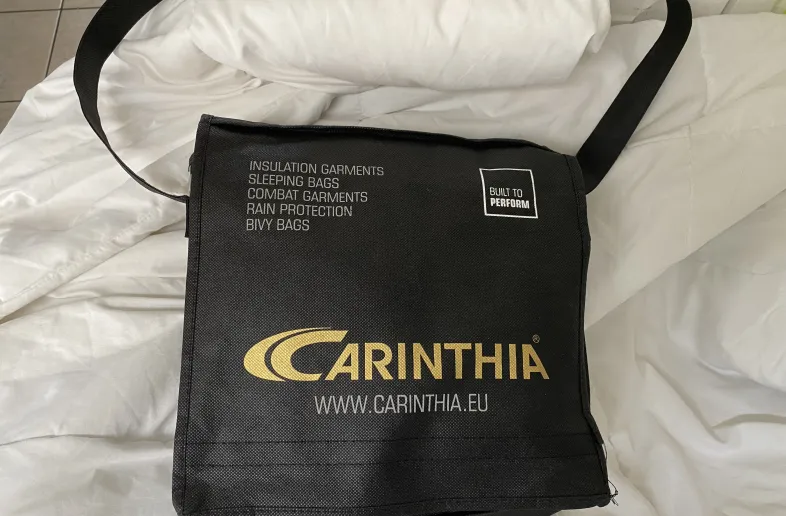 INSULATION GARMENTS
SLEEPING BAGS
COMBAT GARMENTS
RAIN PROTECTION
BIVY BAGS
BUILT TO
PERFORM
CARINTHIA®
WWW.CARINTHIA.EU